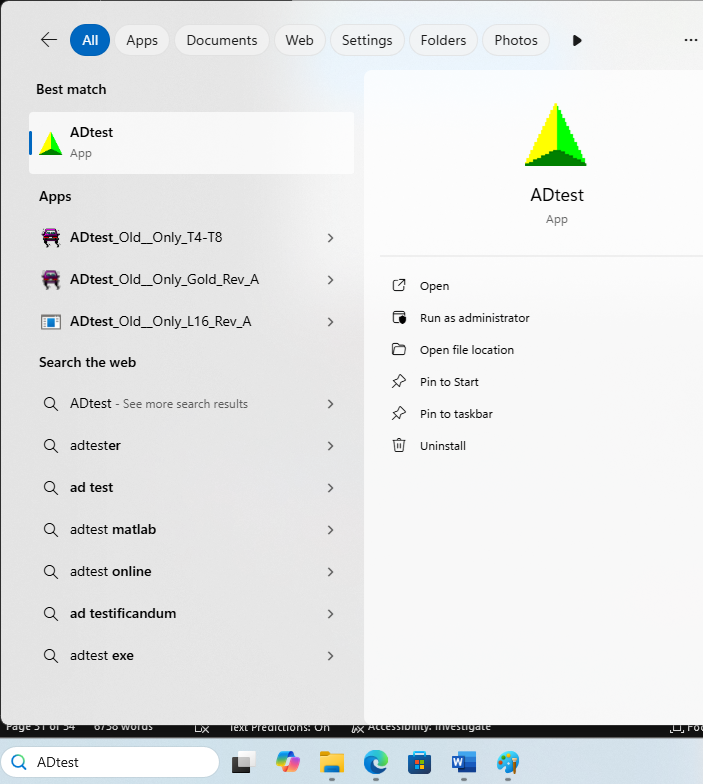 All
Apps
Documents
Web
Settings
Folders
Photos
Best match
ADtest
App
Apps
ADtest_Old__Only_T4-T8
ADtest_Old__Only_Gold_Rev_A
ADtest_Old__Only_L16_Rev_A
Search the web
ADtest - See more search results
adtester
ad test
adtest matlab
adtest online
ad testificandum
adtest exe
ADtest
App
Open
Run as administrator
Open file location
Pin to Start
Pin to taskbar
Uninstall
Page 31 of 54 6758 words Text Predictions: On Accessibility: Investigate
ADtest